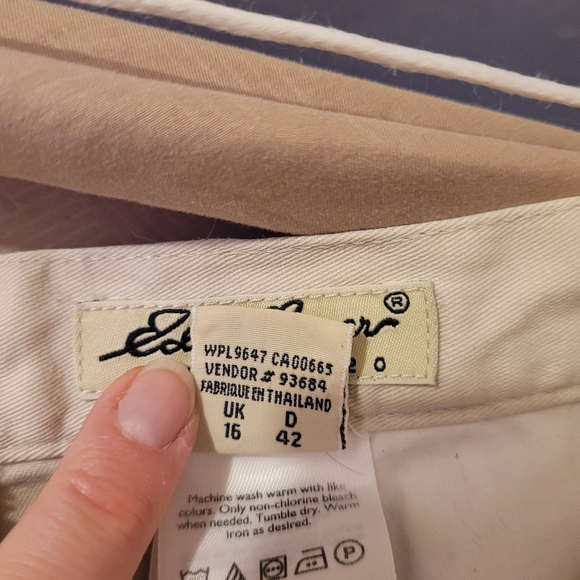 ®
20
WPL9647 CA00665
VENDOR # 93684
FABRIQUE EN THAILAND
UK D
16 42
Machine wash warm with like
colors. Only non-chlorine bleach
when needed. Tumble dry. Warm
iron as desired.
P